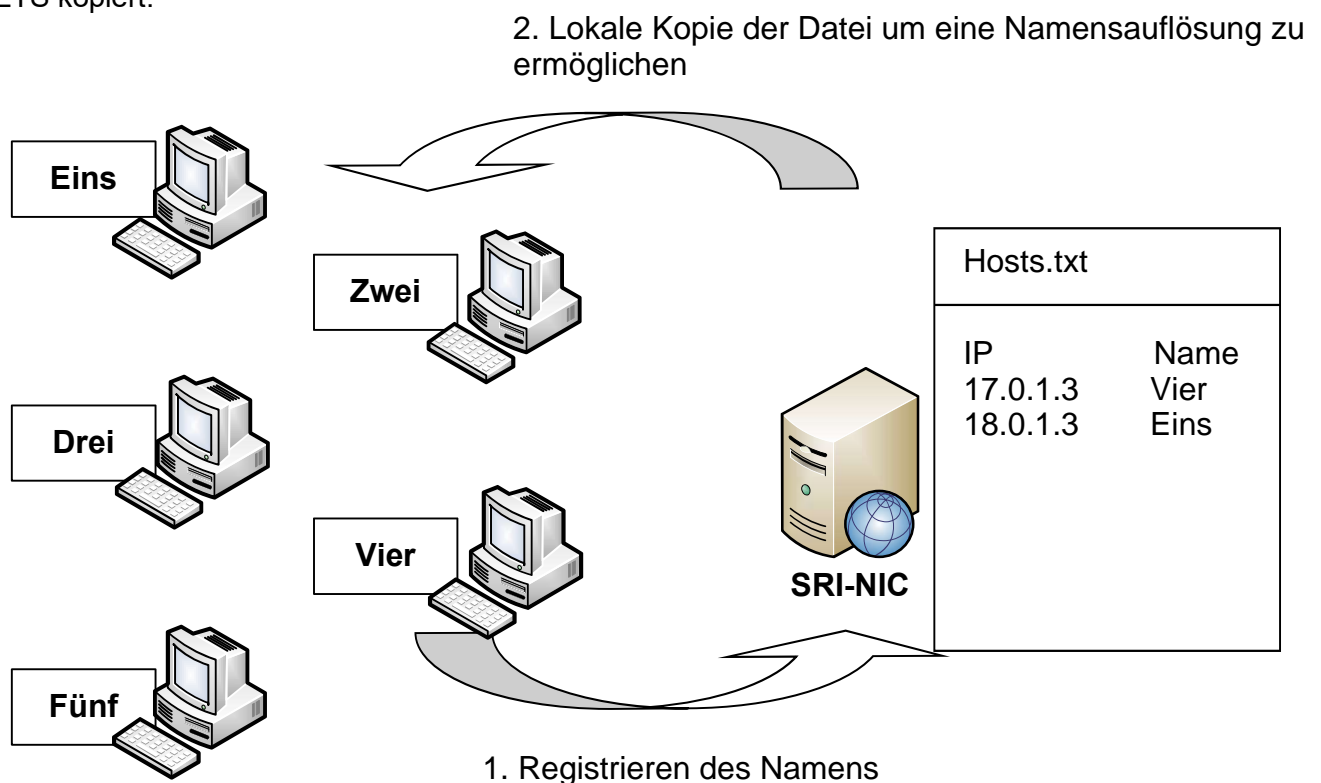 kopiert.
2. Lokale Kopie der Datei um eine Namensauflösung zu
ermöglichen
Eins
Zwei
Drei
Vier
Fünf
SRI-NIC
Hosts.txt
IP Name
17.0.1.3 Vier
18.0.1.3 Eins
1. Registrieren des Namens